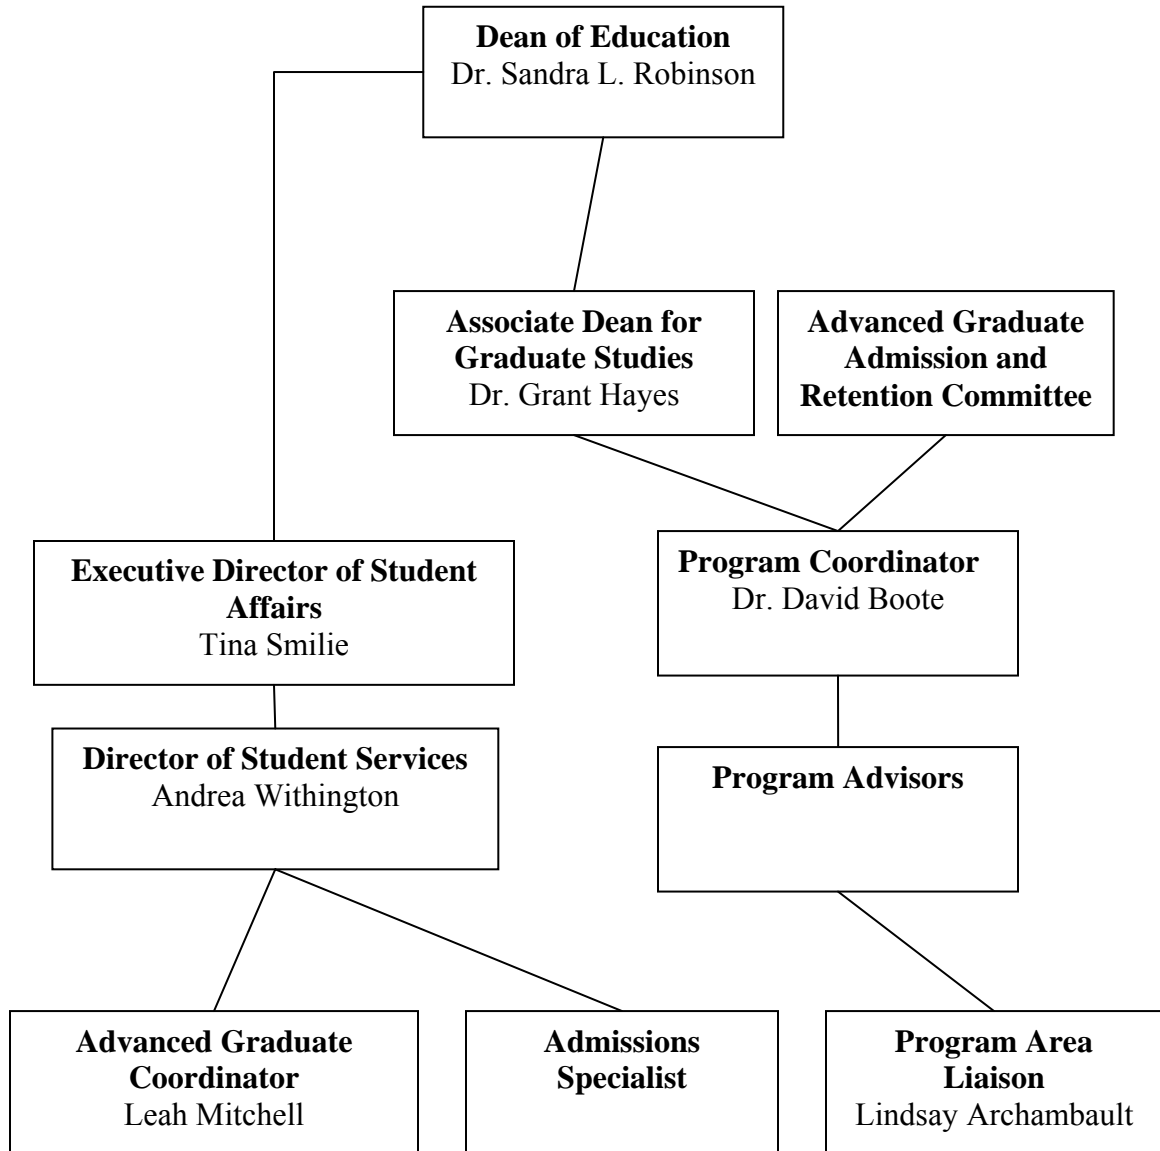 Dean of Education
Dr. Sandra L. Robinson
Associate Dean for
Graduate Studies
Dr. Grant Hayes
Advanced Graduate
Admission and
Retention Committee
Executive Director of Student
Affairs
Tina Smilie
Program Coordinator
Dr. David Boote
Director of Student Services
Andrea Withington
Program Advisors
Advanced Graduate
Coordinator
Leah Mitchell
Admissions
Specialist
Program Area
Liaison
Lindsay Archambault